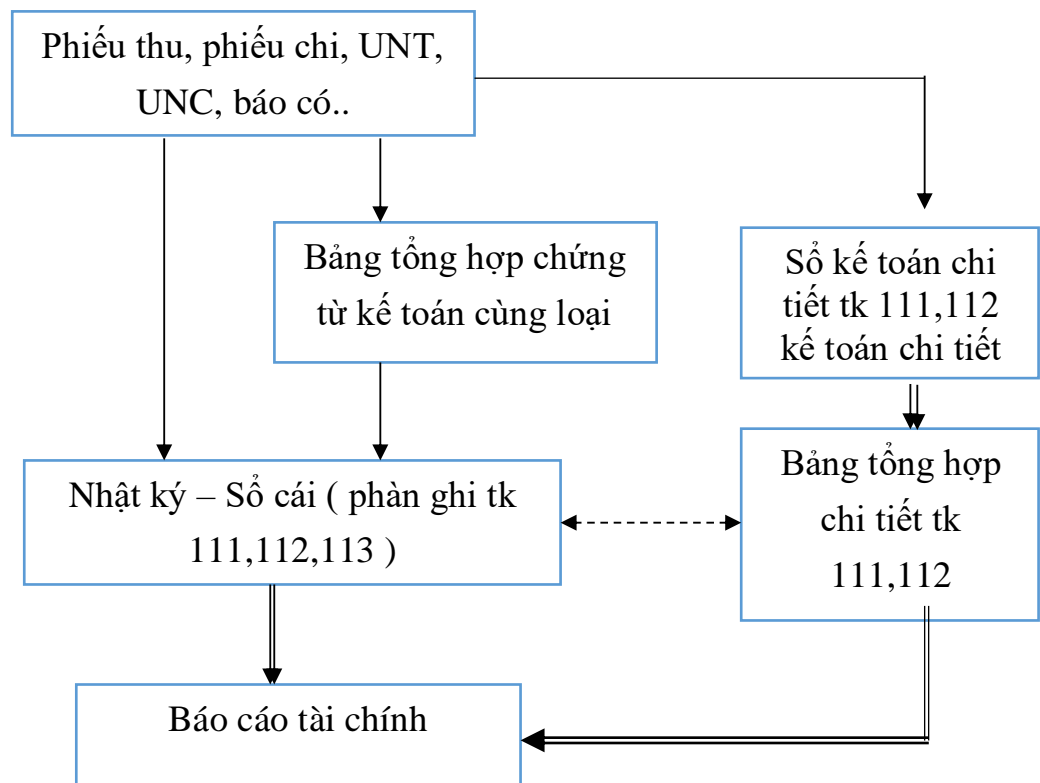 Phiếu thu, phiếu chi, UNT,
UNC, báo có..
Bảng tổng hợp chứng
từ kế toán cùng loại
Sổ kế toán chi
tiết tk 111,112
kế toán chi tiết
Nhật ký – Sổ cái ( phàn ghi tk
111,112,113 )
Bảng tổng hợp
chi tiết tk
111,112
Báo cáo tài chính